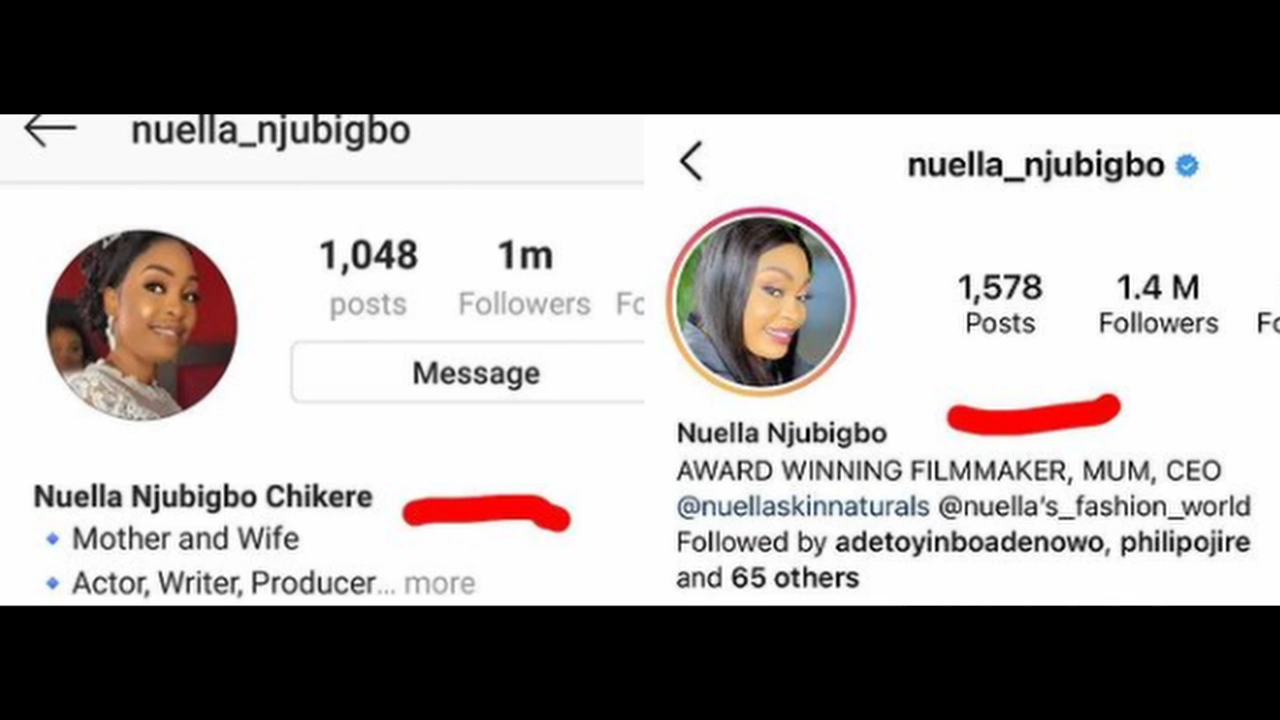 nuella_njubigbo
1,048 1m
posts Followers Fo
Message
Nuella Njubigbo Chikere
Mother and Wife
Actor, Writer, Producer... more
nuella_njubigbo
1,578 1.4 M
Posts Followers Fo
Nuella Njubigbo
AWARD WINNING FILMMAKER, MUM, CEO
@nuellaskinnaturals @nuella's_fashion_world
Followed by adetoyinboadenowo, philipojire
and 65 others